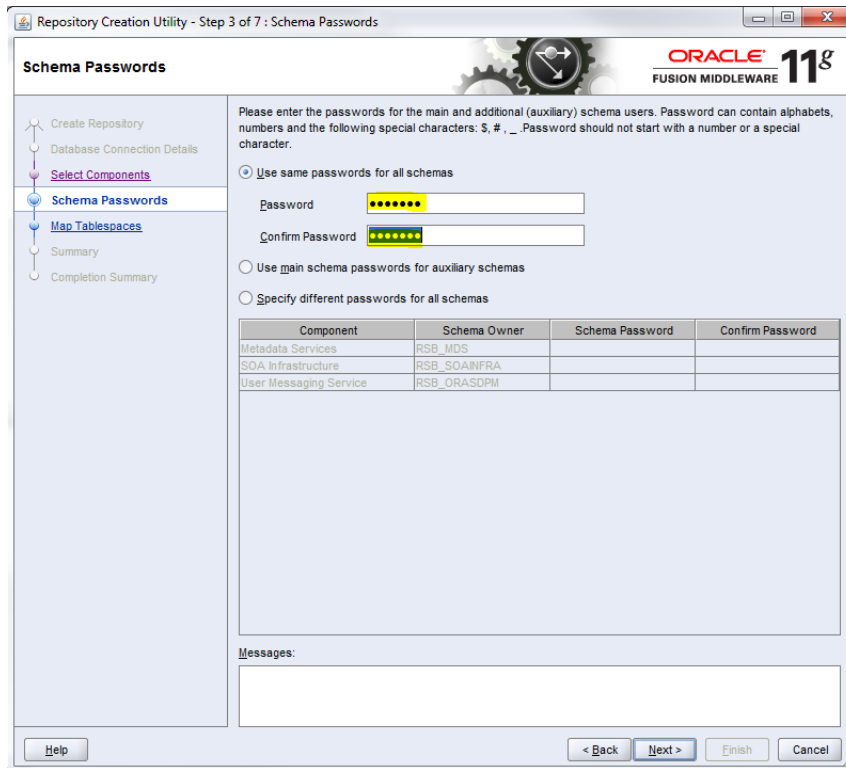 Repository Creation Utility - Step 3 of 7 : Schema Passwords
Schema Passwords
ORACLE FUSION MIDDLEWARE 11g
Create Repository
Database Connection Details
Select Components
Schema Passwords
Map Tablespaces
Summary
Completion Summary
Please enter the passwords for the main and additional (auxiliary) schema users. Password can contain alphabets,
numbers and the following special characters: $, # , _ .Password should not start with a number or a special
character.
Use same passwords for all schemas
Password ●●●●●●●
Confirm Password ●●●●●●●
Use main schema passwords for auxiliary schemas
Specify different passwords for all schemas
Component Schema Owner Schema Password Confirm Password
Metadata Services RSB_MDS
SOA Infrastructure RSB_SOAINFRA
User Messaging Service RSB_ORASDPM
Messages:
Help < Back Next > Finish Cancel